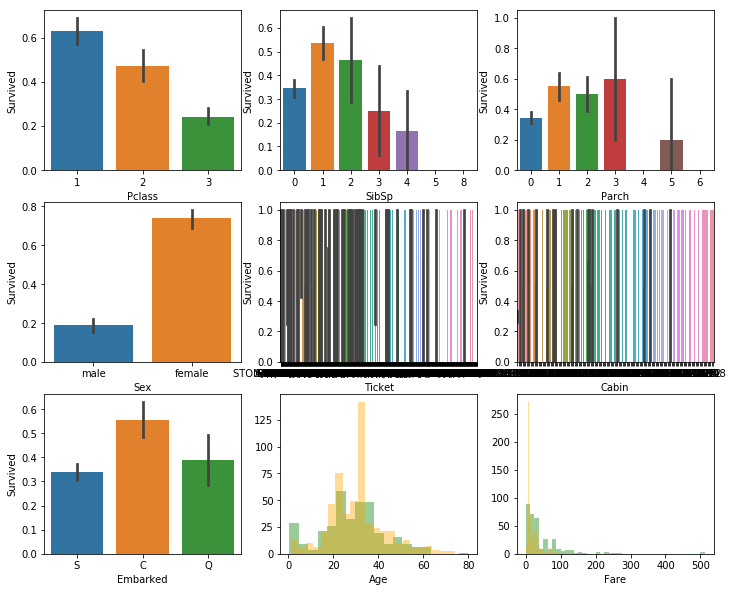 0.6
0.4
0.2
0.0
Survived
1 2 3
Pclass
0.6
0.5
0.4
0.3
0.2
0.1
0.0
Survived
0 1 2 3 4 5 8
SibSp
1.0
0.8
0.6
0.4
0.2
0.0
Survived
0 1 2 3 4 5 6
Parch
0.8
0.6
0.4
0.2
0.0
Survived
male female
Sex
1.0
0.8
0.6
0.4
0.2
0.0
Survived
Ticket
1.0
0.8
0.6
0.4
0.2
0.0
Survived
Cabin
0.6
0.5
0.4
0.3
0.2
0.1
0.0
Survived
S C Q
Embarked
125
100
75
50
25
0
0 20 40 60 80
Age
250
200
150
100
50
0
0 100 200 300 400 500
Fare